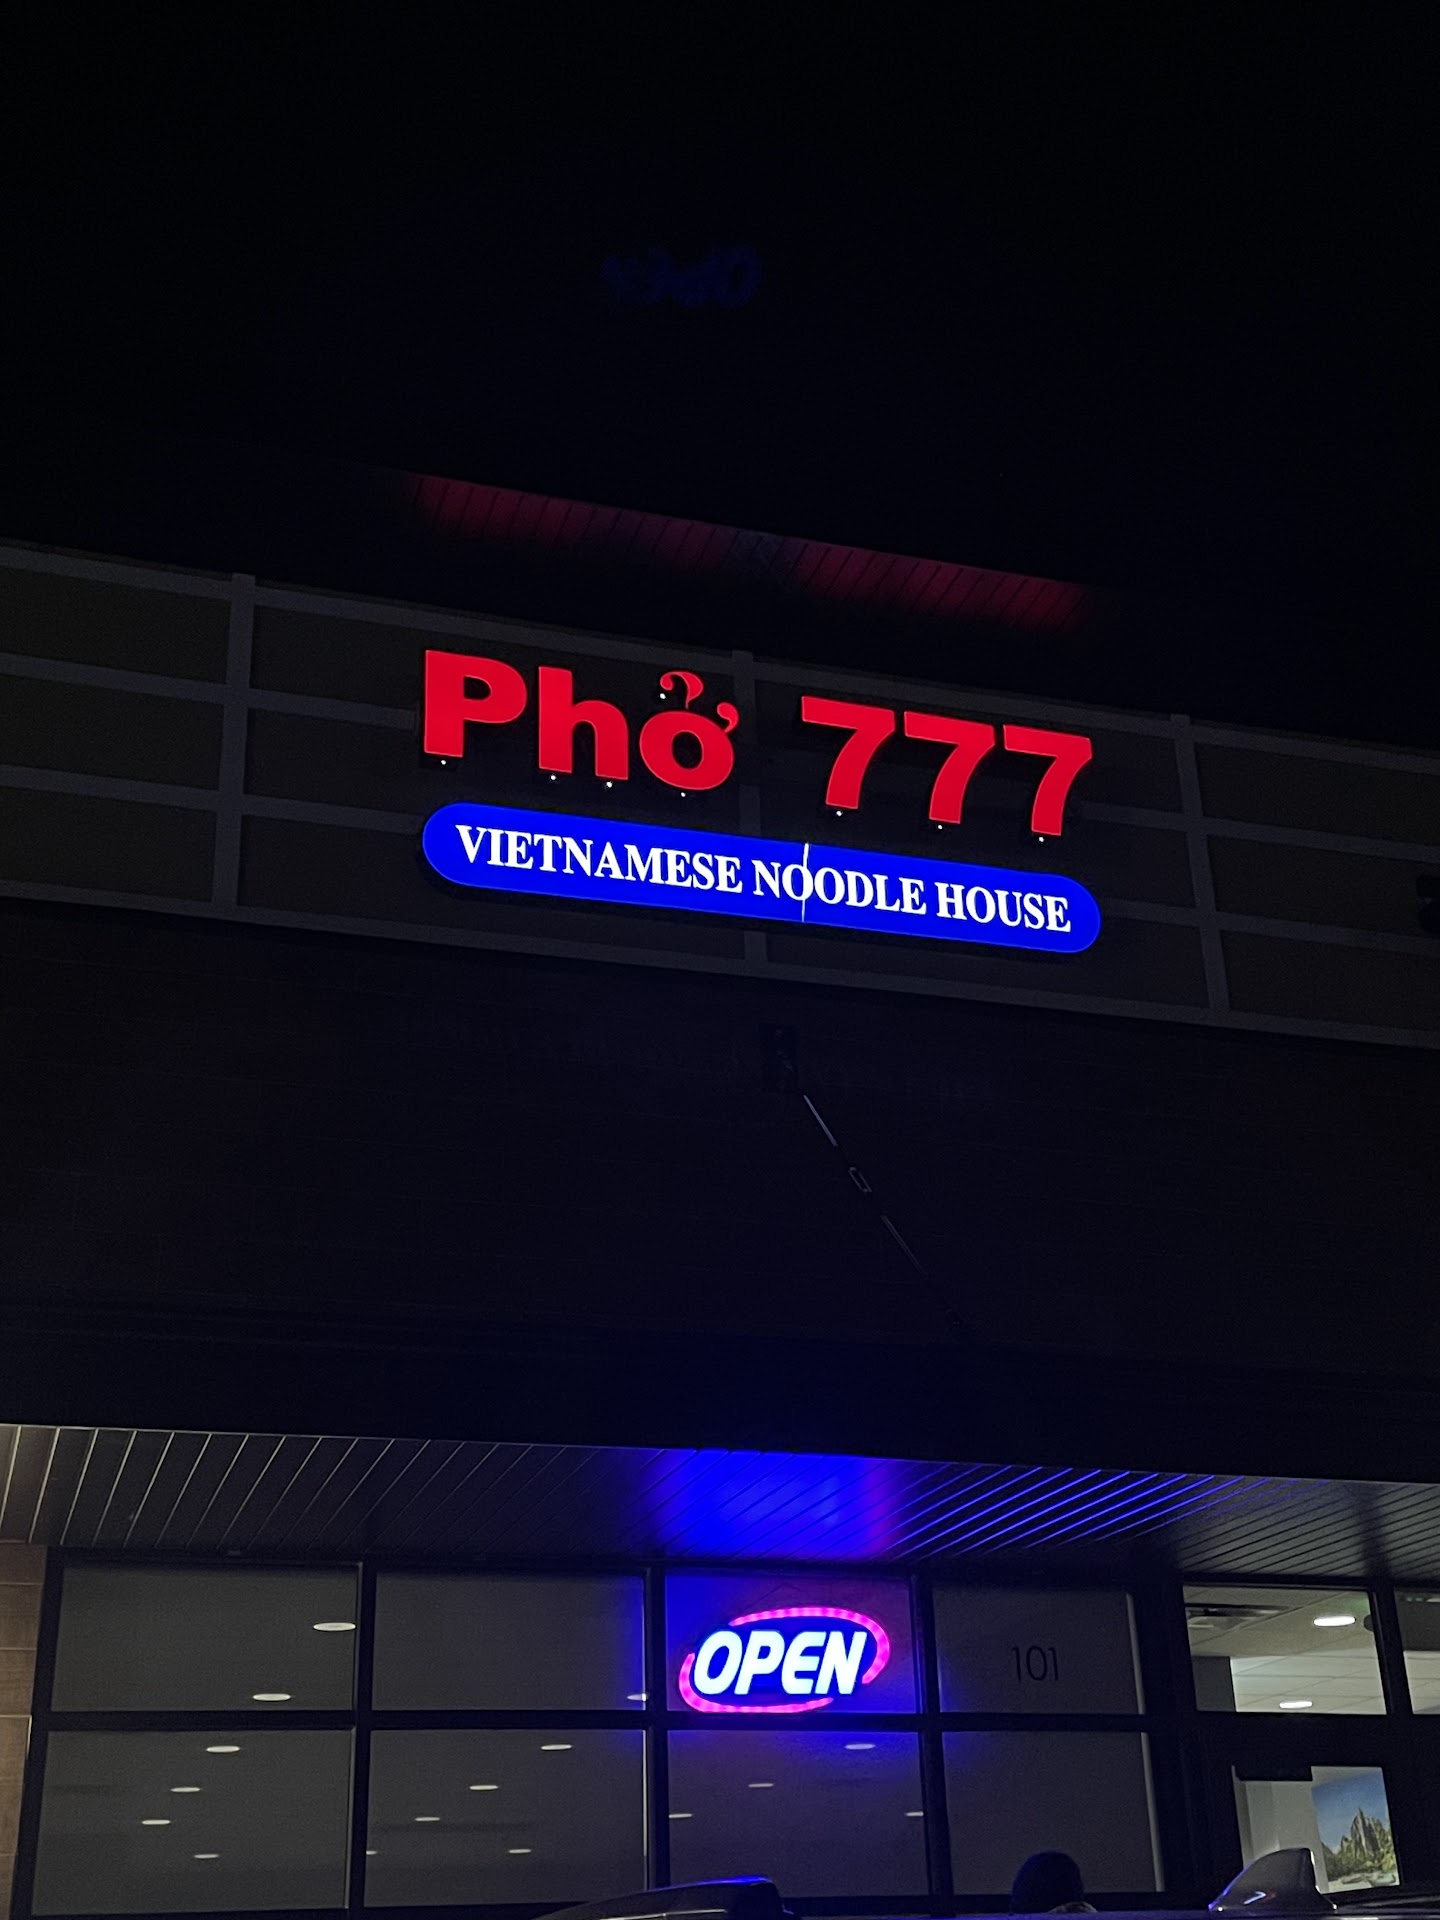 Phở 777
VIETNAMESE NOODLE HOUSE
OPEN
101